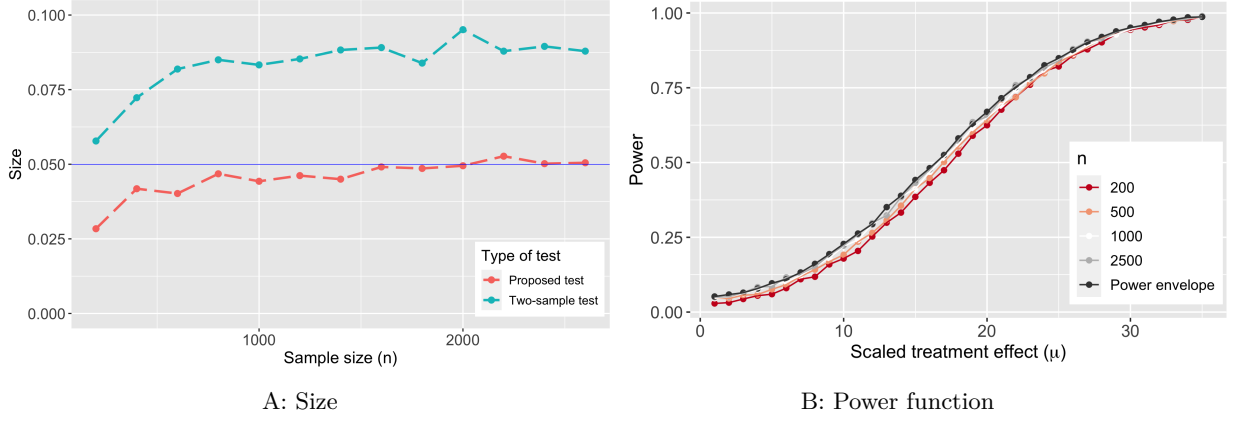 0.100
0.075
0.050
0.025
0.000
Size
1000
2000
Sample size (n)
Type of test
Proposed test
Two-sample test
A: Size
1.00
0.75
0.50
0.25
0.00
Power
0
10
20
30
Scaled treatment effect (μ)
n
200
500
1000
2500
Power envelope
B: Power function